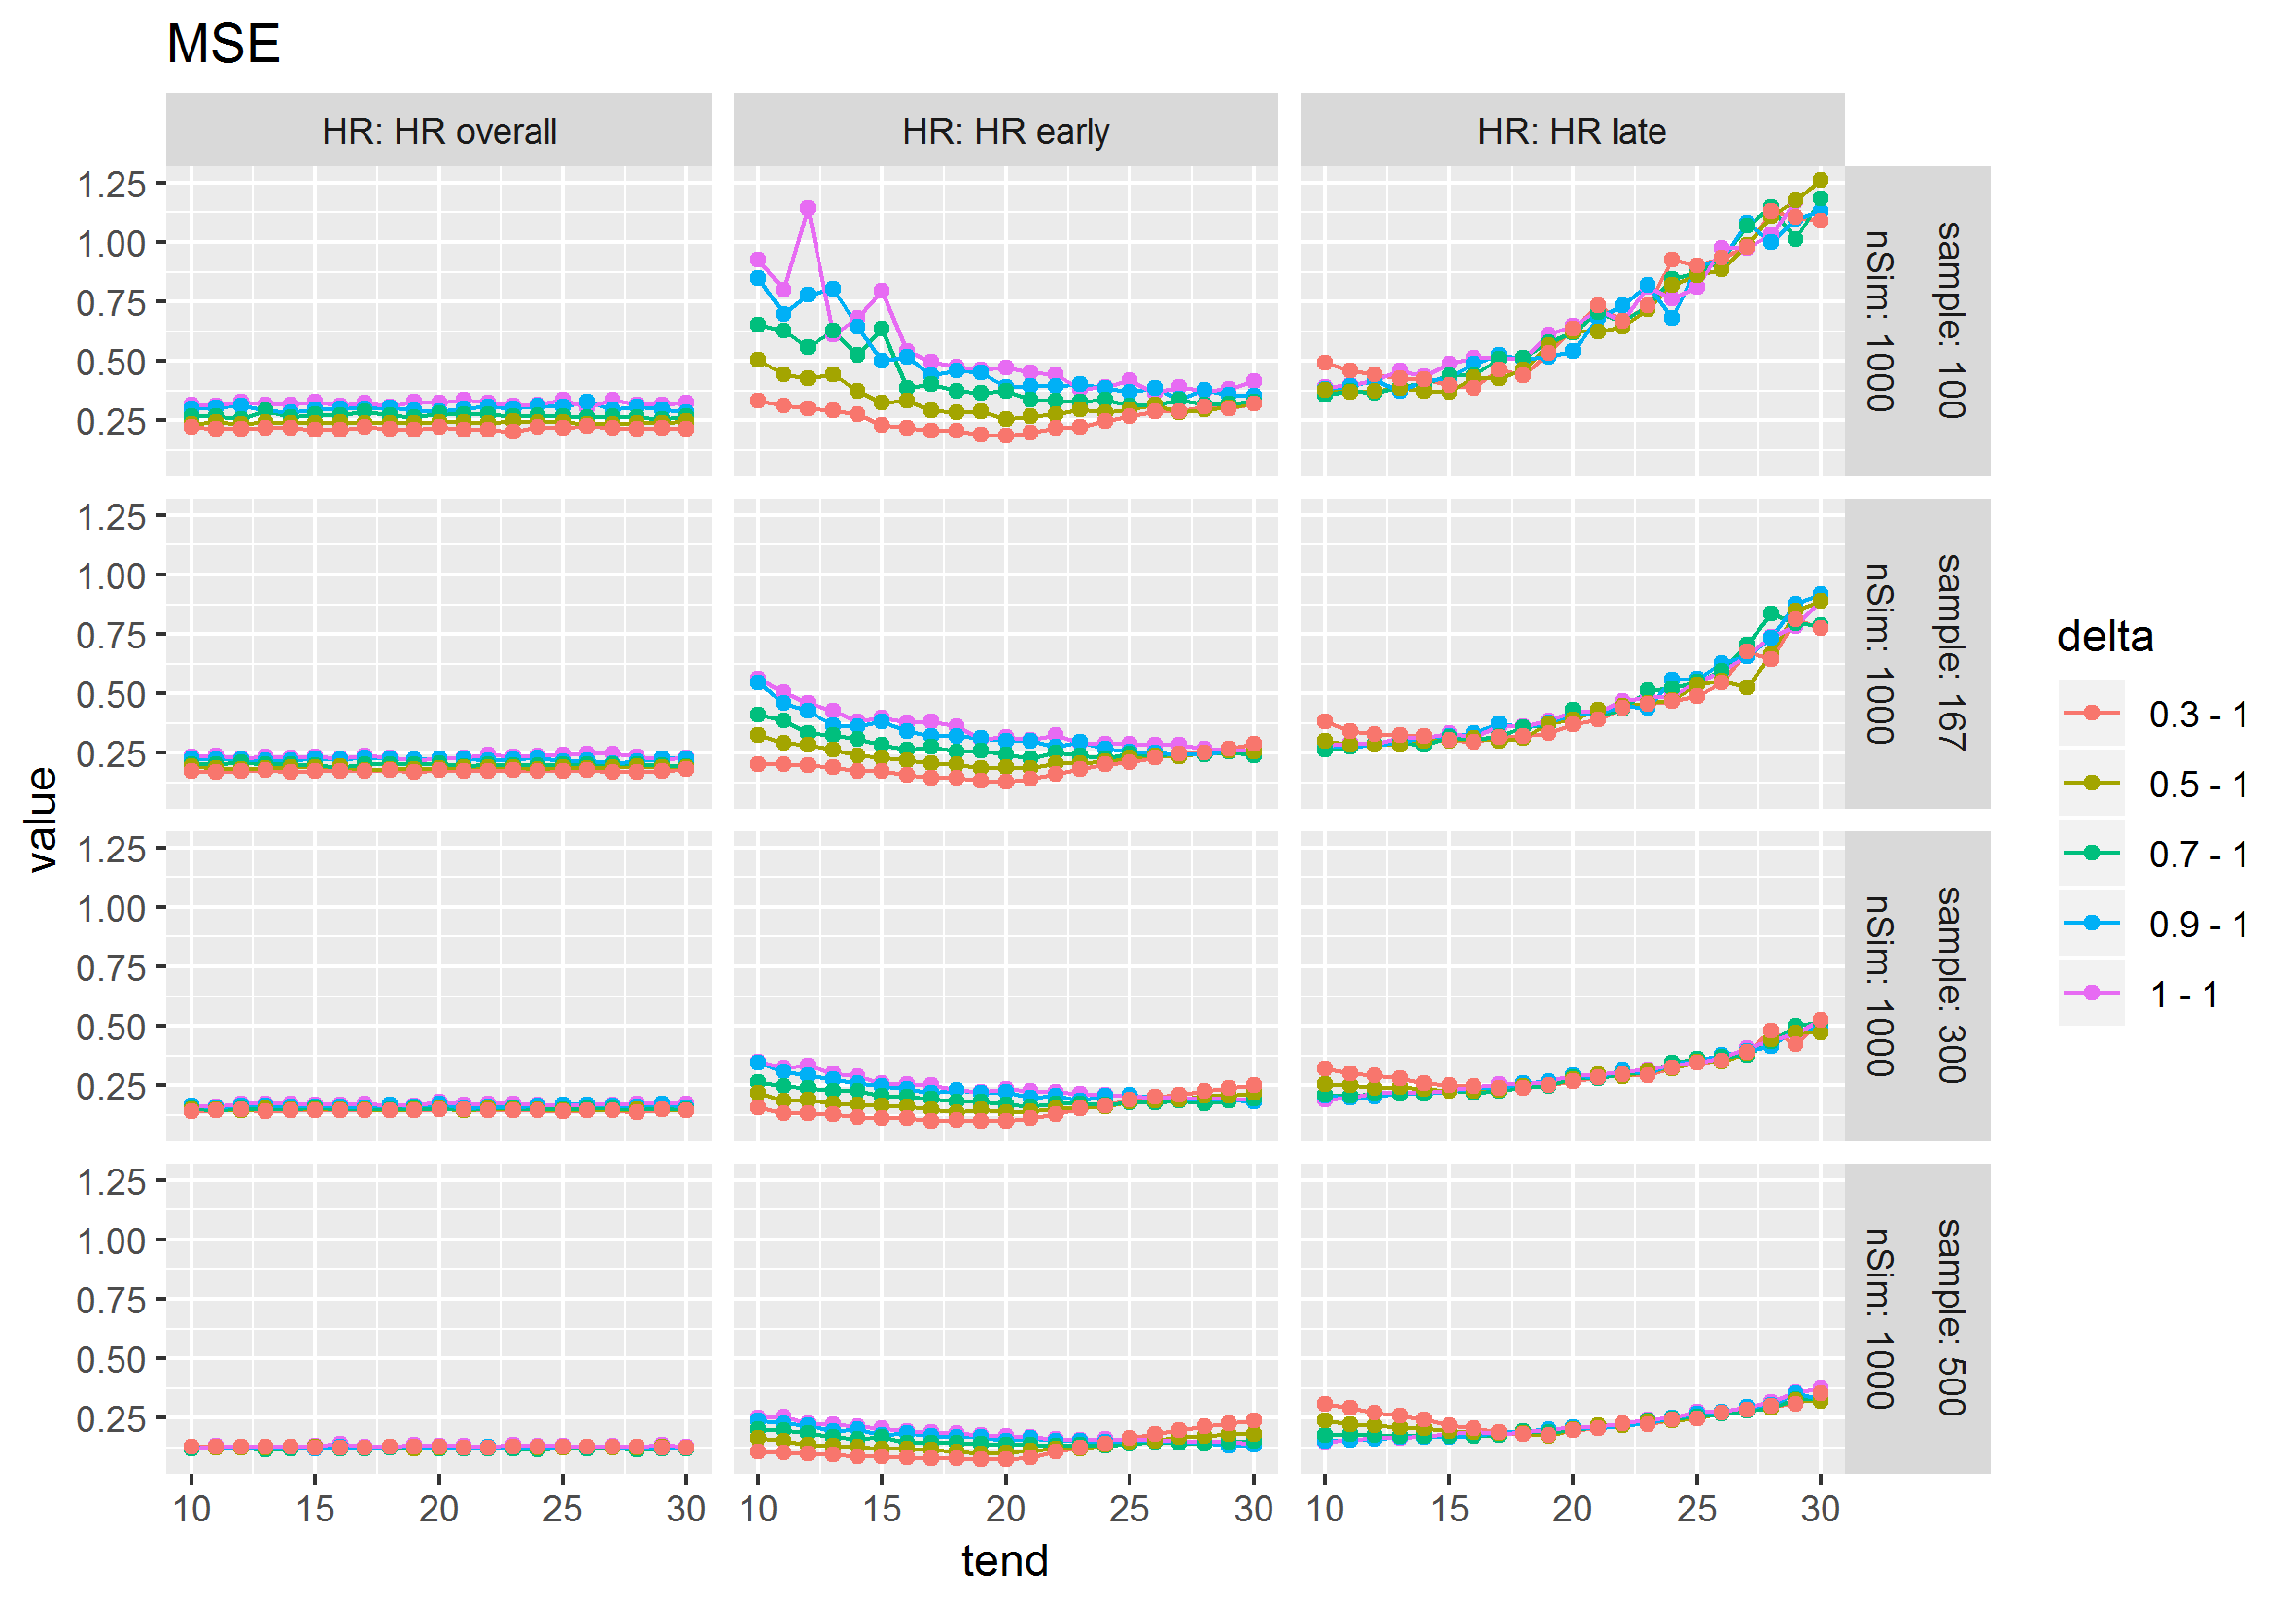 MSE
HR: HR overall
HR: HR early
HR: HR late
1.25
1.00
0.75
0.50
0.25
sample: 100
nSim: 1000
1.25
1.00
0.75
0.50
0.25
sample: 167
nSim: 1000
1.25
1.00
0.75
0.50
0.25
sample: 300
nSim: 1000
1.25
1.00
0.75
0.50
0.25
sample: 500
nSim: 1000
value
10 15 20 25 30
10 15 20 25 30
10 15 20 25 30
tend
delta
0.3 - 1
0.5 - 1
0.7 - 1
0.9 - 1
1 - 1